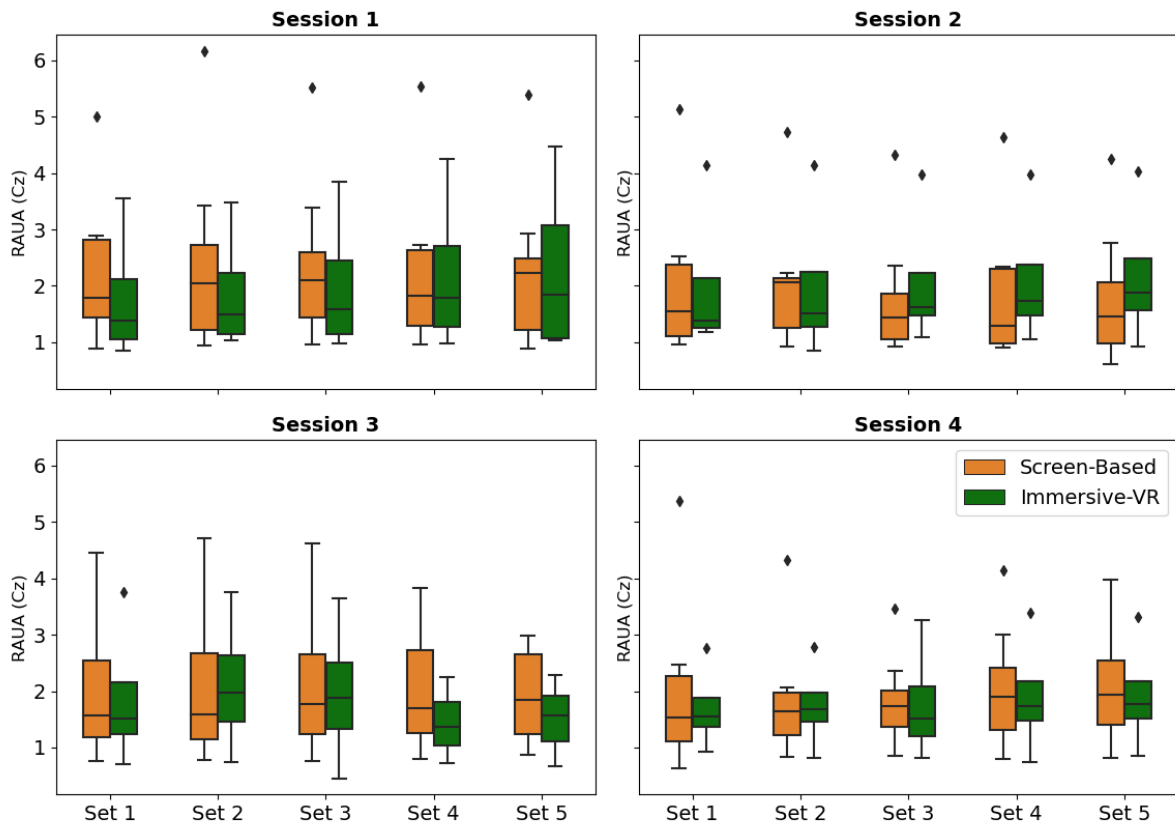 Session 1
Session 2
6
5
4
3
2
1
RAUA (Cz)
RAUA (Cz)
Session 3
Session 4
6
5
4
3
2
1
RAUA (Cz)
RAUA (Cz)
Screen-Based
Immersive-VR
Set 1 Set 2 Set 3 Set 4 Set 5
Set 1 Set 2 Set 3 Set 4 Set 5